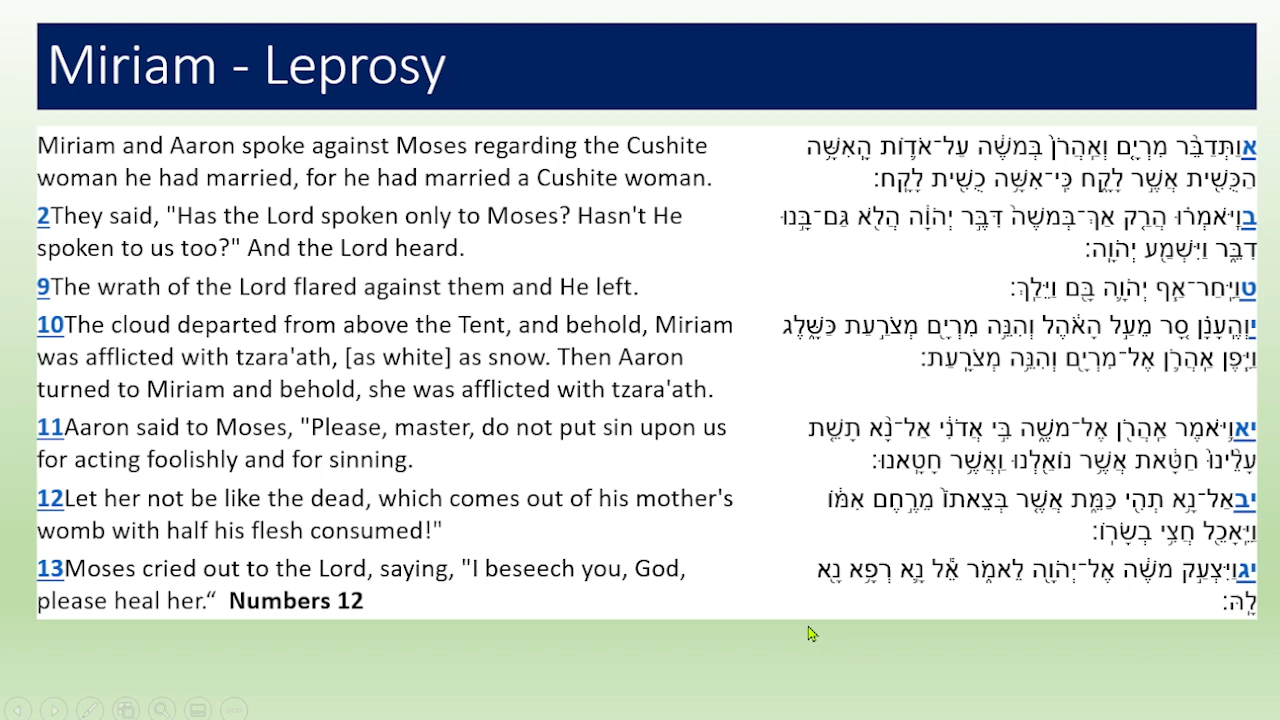 Miriam - Leprosy
Miriam and Aaron spoke against Moses regarding the Cushite
woman he had married, for he had married a Cushite woman.
2They said, "Has the Lord spoken only to Moses? Hasn't He
spoken to us too?" And the Lord heard.
9The wrath of the Lord flared against them and He left.
10The cloud departed from above the Tent, and behold, Miriam
was afflicted with tzara'ath, [as white] as snow. Then Aaron
turned to Miriam and behold, she was afflicted with tzara'ath.
11Aaron said to Moses, "Please, master, do not put sin upon us
for acting foolishly and for sinning.
12Let her not be like the dead, which comes out of his mother's
womb with half his flesh consumed!"
13Moses cried out to the Lord, saying, "I beseech you, God,
please heal her.“ Numbers 12
אוַתְּדַבֵּ֨ר מִרְיָ֤ם וְאַֽהֲרֹן֙ בְּמֹשֶׁ֔ה עַל־אֹד֛וֹת הָֽאִשָּׁ֥ה
הַכֻּשִׁ֖ית אֲשֶׁ֣ר לָקָ֑ח כִּֽי־אִשָּׁ֥ה כֻשִׁ֖ית לָקָֽח:
בוַיֹּֽאמְר֗וּ הֲרַ֤ק אַךְ־בְּמֹשֶׁה֙ דִּבֶּ֣ר יְהֹוָ֔ה הֲלֹ֖א גַּם־בָּ֣נוּ
דִבֵּ֑ר וַיִּשְׁמַ֖ע יְהֹוָֽה:
טוַיִּֽחַר־אַ֧ף יְהֹוָ֛ה בָּ֖ם וַיֵּלַֽךְ:
יוְהֶֽעָנָ֗ן סָ֚ר מֵעַ֣ל הָאֹ֔הֶל וְהִנֵּ֥ה מִרְיָ֖ם מְצֹרַ֣עַת כַּשָּׁ֑לֶג
וַיִּ֧פֶן אַֽהֲרֹ֛ן אֶל־מִרְיָ֖ם וְהִנֵּ֥ה מְצֹרָֽעַת:
יאוַיֹּ֥אמֶר אַֽהֲרֹ֖ן אֶל־משֶׁ֑ה בִּ֣י אֲדֹנִ֔י אַל־נָ֨א תָשֵׁ֤ת
עָלֵ֨ינוּ֙ חַטָּ֔את אֲשֶׁ֥ר נוֹאַ֖לְנוּ וַֽאֲשֶׁ֥ר חָטָֽאנוּ:
יבאַל־נָ֥א תְהִ֖י כַּמֵּ֑ת אֲשֶׁ֤ר בְּצֵאתוֹ֙ מֵרֶ֣חֶם אִמּ֔וֹ
וַיֵּֽאָכֵ֖ל חֲצִ֥י בְשָׂרֽוֹ:
יגוַיִּצְעַ֣ק משֶׁ֔ה אֶל־יְהֹוָ֖ה לֵאמֹ֑ר אֵ֕ל נָ֛א רְפָ֥א נָ֖א
לָֽהּ: